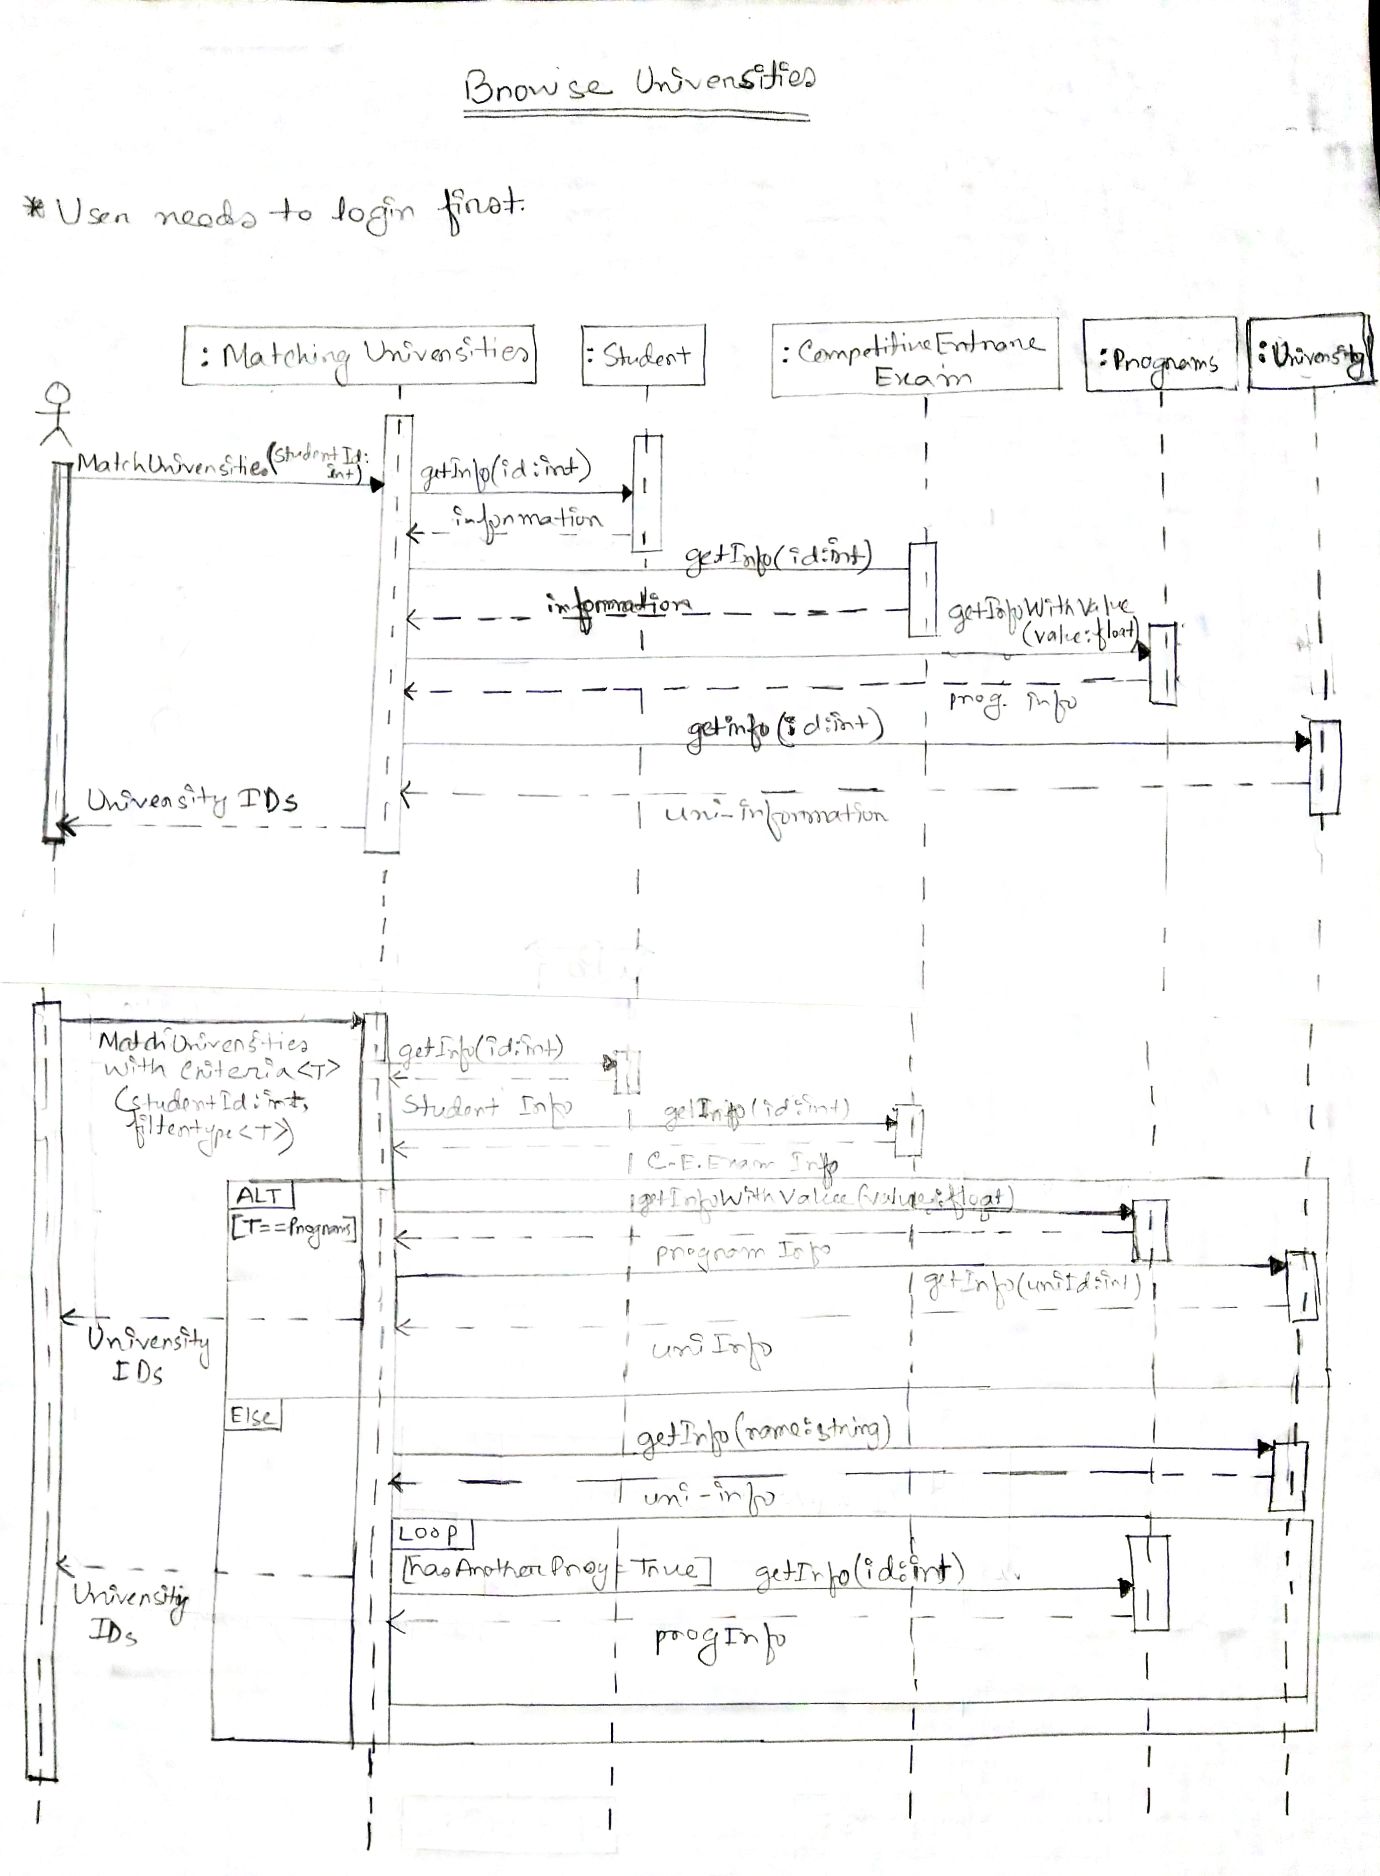 Browse Universities
* User needs to login first.
: Matching Universities
: Student
: CompetitiveEntrane
Exam
: Programs
: University
MatchUniversities(StudentId:
int)
getInfo(id:int)
information
getInfo(id:int)
information
getInfoWithValue
(value:float)
prog. info
getinfo(id:int)
University IDs
uni-information
MatchUniversities
with Criteria<T>
(studentId:int,
filtertype<T>)
getInfo(id:int)
Student Info
getInfo(id:int)
C.E.Exam Info
ALT
[T==Programs]
getInfoWithValue(value:float)
program Info
getInfo(uniId:int)
University
IDs
uni Info
Else
getInfo(name:string)
uni-info
LOOP
[hasAnotherProg = True]
getInfo(id:int)
University
IDs
progInfo